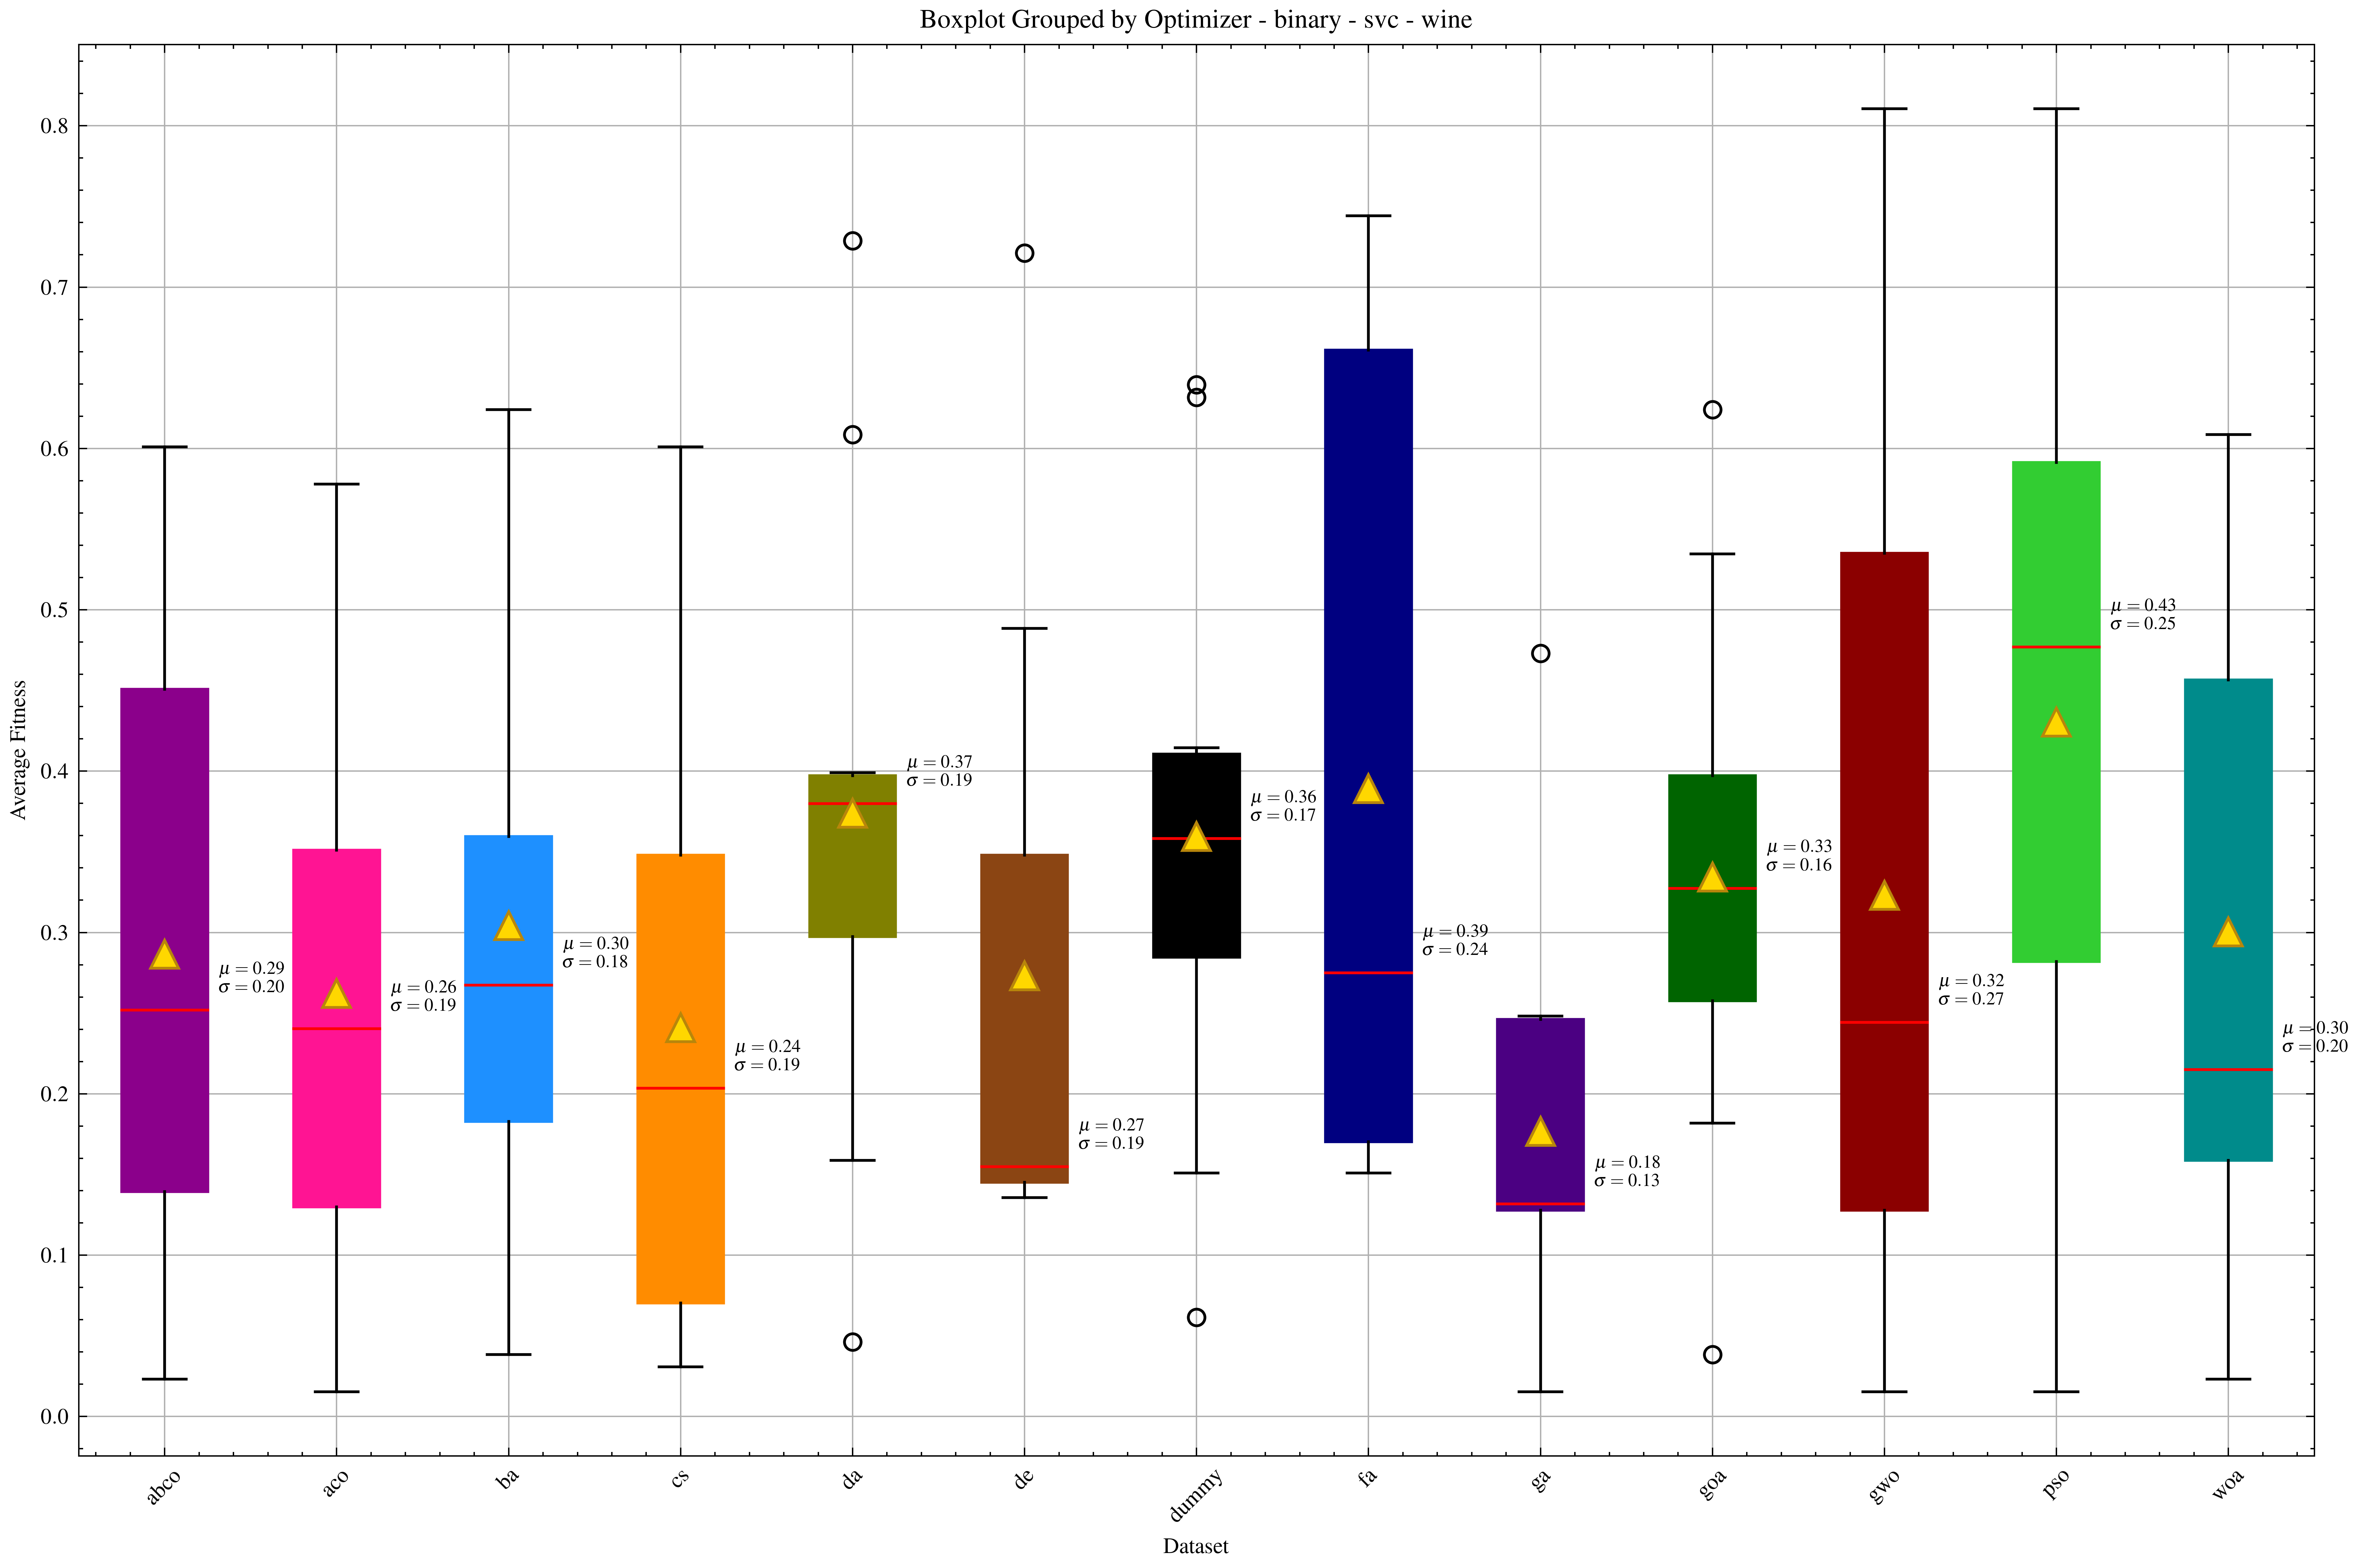 Boxplot Grouped by Optimizer - binary - svc - wine
Average Fitness
0.8
0.7
0.6
0.5
0.4
0.3
0.2
0.1
0.0
μ = 0.29
σ = 0.20
μ = 0.26
σ = 0.19
μ = 0.30
σ = 0.18
μ = 0.24
σ = 0.19
μ = 0.37
σ = 0.19
μ = 0.27
σ = 0.19
μ = 0.36
σ = 0.17
μ = 0.39
σ = 0.24
μ = 0.18
σ = 0.13
μ = 0.33
σ = 0.16
μ = 0.32
σ = 0.27
μ = 0.43
σ = 0.25
μ = 0.30
σ = 0.20
abco
aco
ba
cs
da
de
dummy
fa
ga
goa
gwo
pso
woa
Dataset